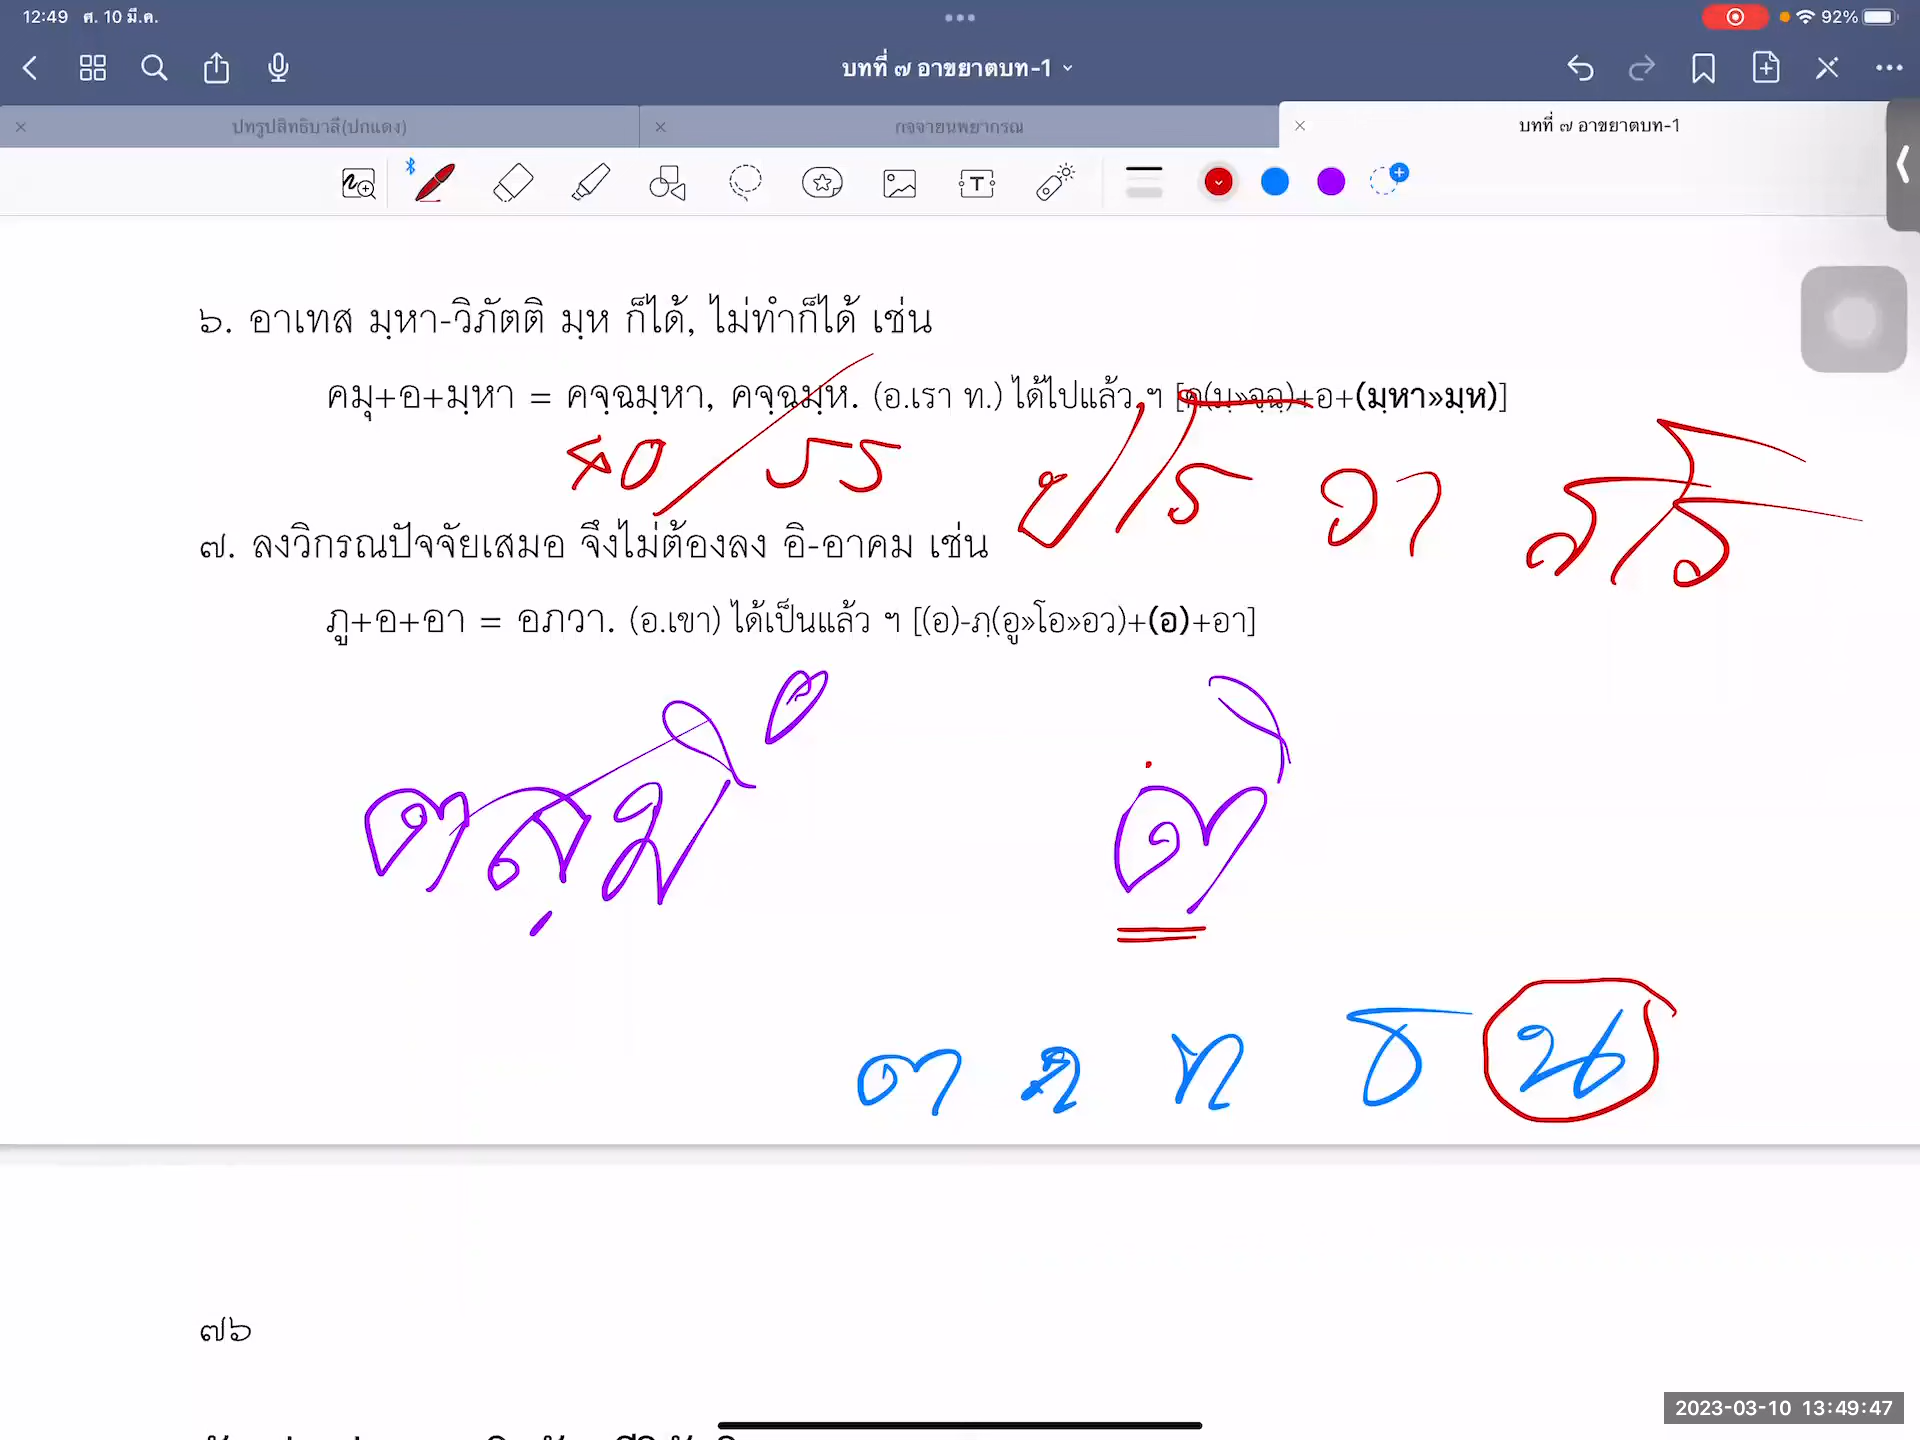 12:49 ศ. 10 มี.ค.
92%
บทที่ ๗ อาขยาตบท-1
ปทรูปสิทธิบาลี(ปกแดง)
กจจายนพยากรณ
บทที่ ๗ อาขยาตบท-1
๖. อาเทส มฺหา-วิภัตติ มฺห ก็ได้, ไม่ทำก็ได้ เช่น
คมุ+อ+มฺหา = คจฺฉมฺหา, คจฺฉมฺห. (อ.เรา ท.) ได้ไปแล้ว ฯ [ค(มฺ»จฺฉฺ)+อ+(มฺหา»มฺห)]
๗. ลงวิกรณปัจจัยเสมอ จึงไม่ต้องลง อิ-อาคม เช่น
ภู+อ+อา = อภวา. (อ.เขา) ได้เป็นแล้ว ฯ [(อ)-ภฺ(อู»โอ»อว)+(อ)+อา]
ต ถ ท ธ น
๗๖
2023-03-10 13:49:47